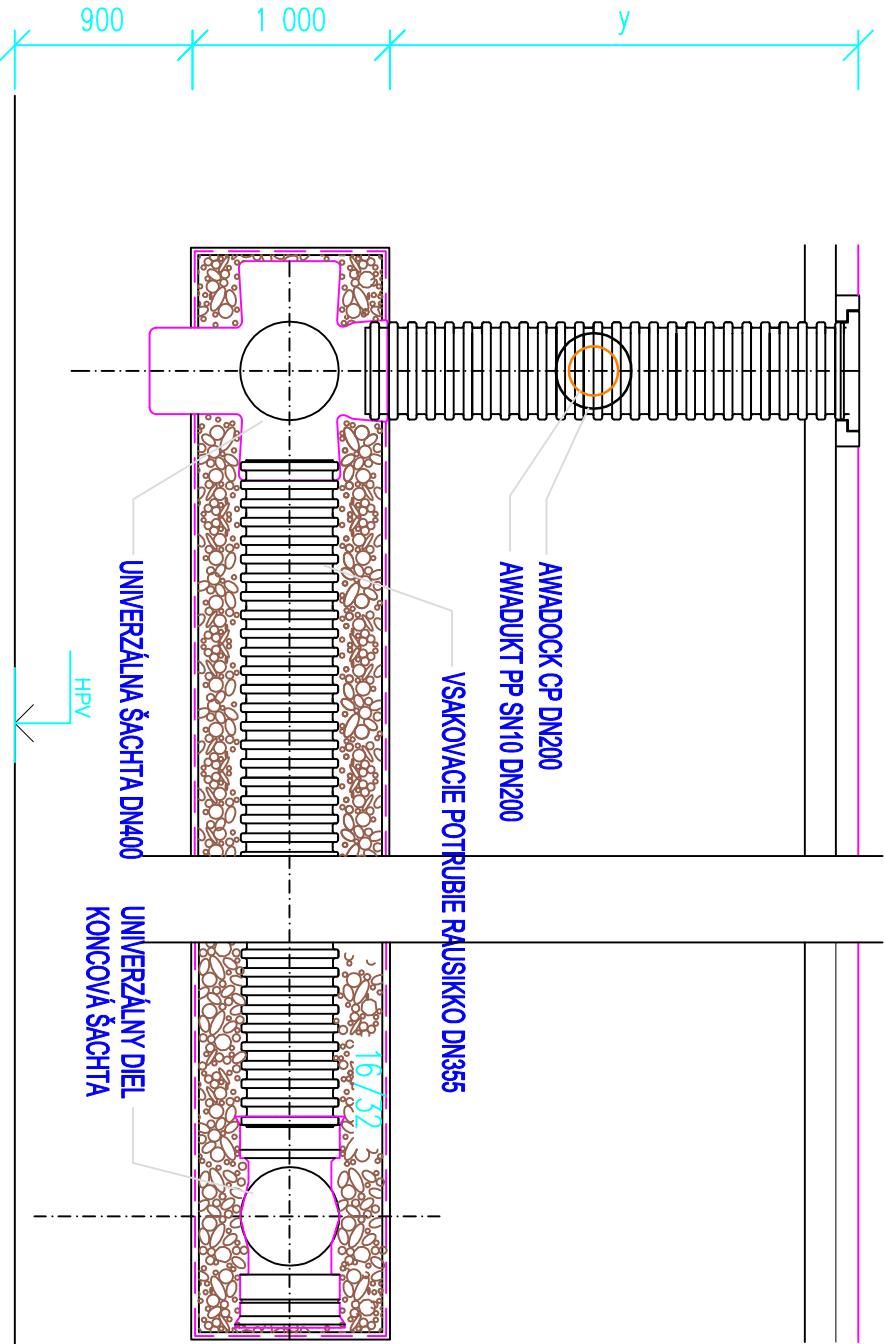 900
1 000
y
AWADOCK CP DN200
AWADUKT PP SN10 DN200
VSAKOVACIE POTRUBIE RAUSIKKO DN355
16/32
UNIVERZÁLNA ŠACHTA DN400
HPV
UNIVERZÁLNY DIEL
KONCOVÁ ŠACHTA